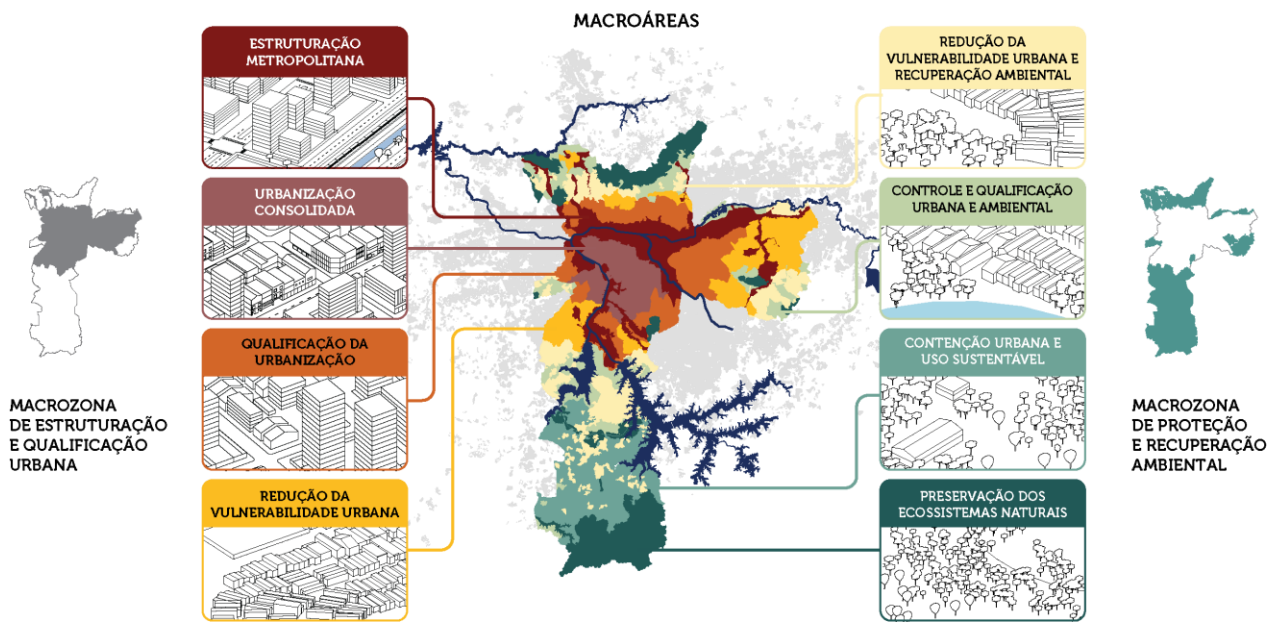 MACROÁREAS
ESTRUTURAÇÃO
METROPOLITANA
URBANIZAÇÃO
CONSOLIDADA
QUALIFICAÇÃO DA
URBANIZAÇÃO
REDUÇÃO DA
VULNERABILIDADE URBANA
MACROZONA
DE ESTRUTURAÇÃO
E QUALIFICAÇÃO
URBANA
REDUÇÃO DA
VULNERABILIDADE URBANA E
RECUPERAÇÃO AMBIENTAL
CONTROLE E QUALIFICAÇÃO
URBANA E AMBIENTAL
CONTENÇÃO URBANA E
USO SUSTENTÁVEL
PRESERVAÇÃO DOS
ECOSSISTEMAS NATURAIS
MACROZONA
DE PROTEÇÃO
E RECUPERAÇÃO
AMBIENTAL